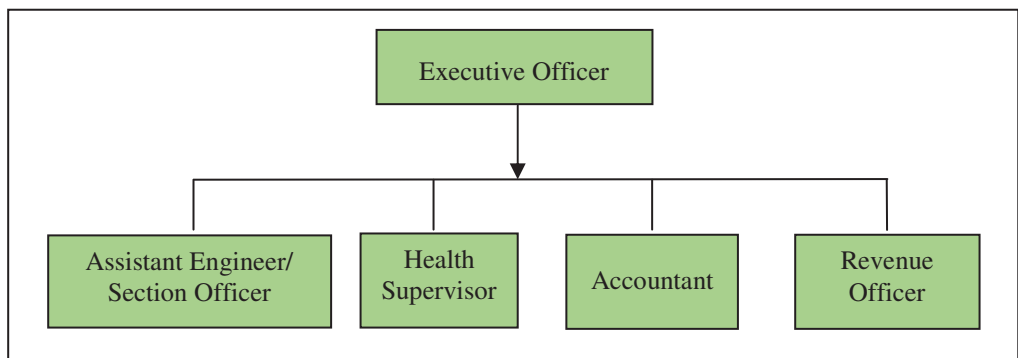 Executive Officer
Assistant Engineer/
Section Officer
Health
Supervisor
Accountant
Revenue
Officer